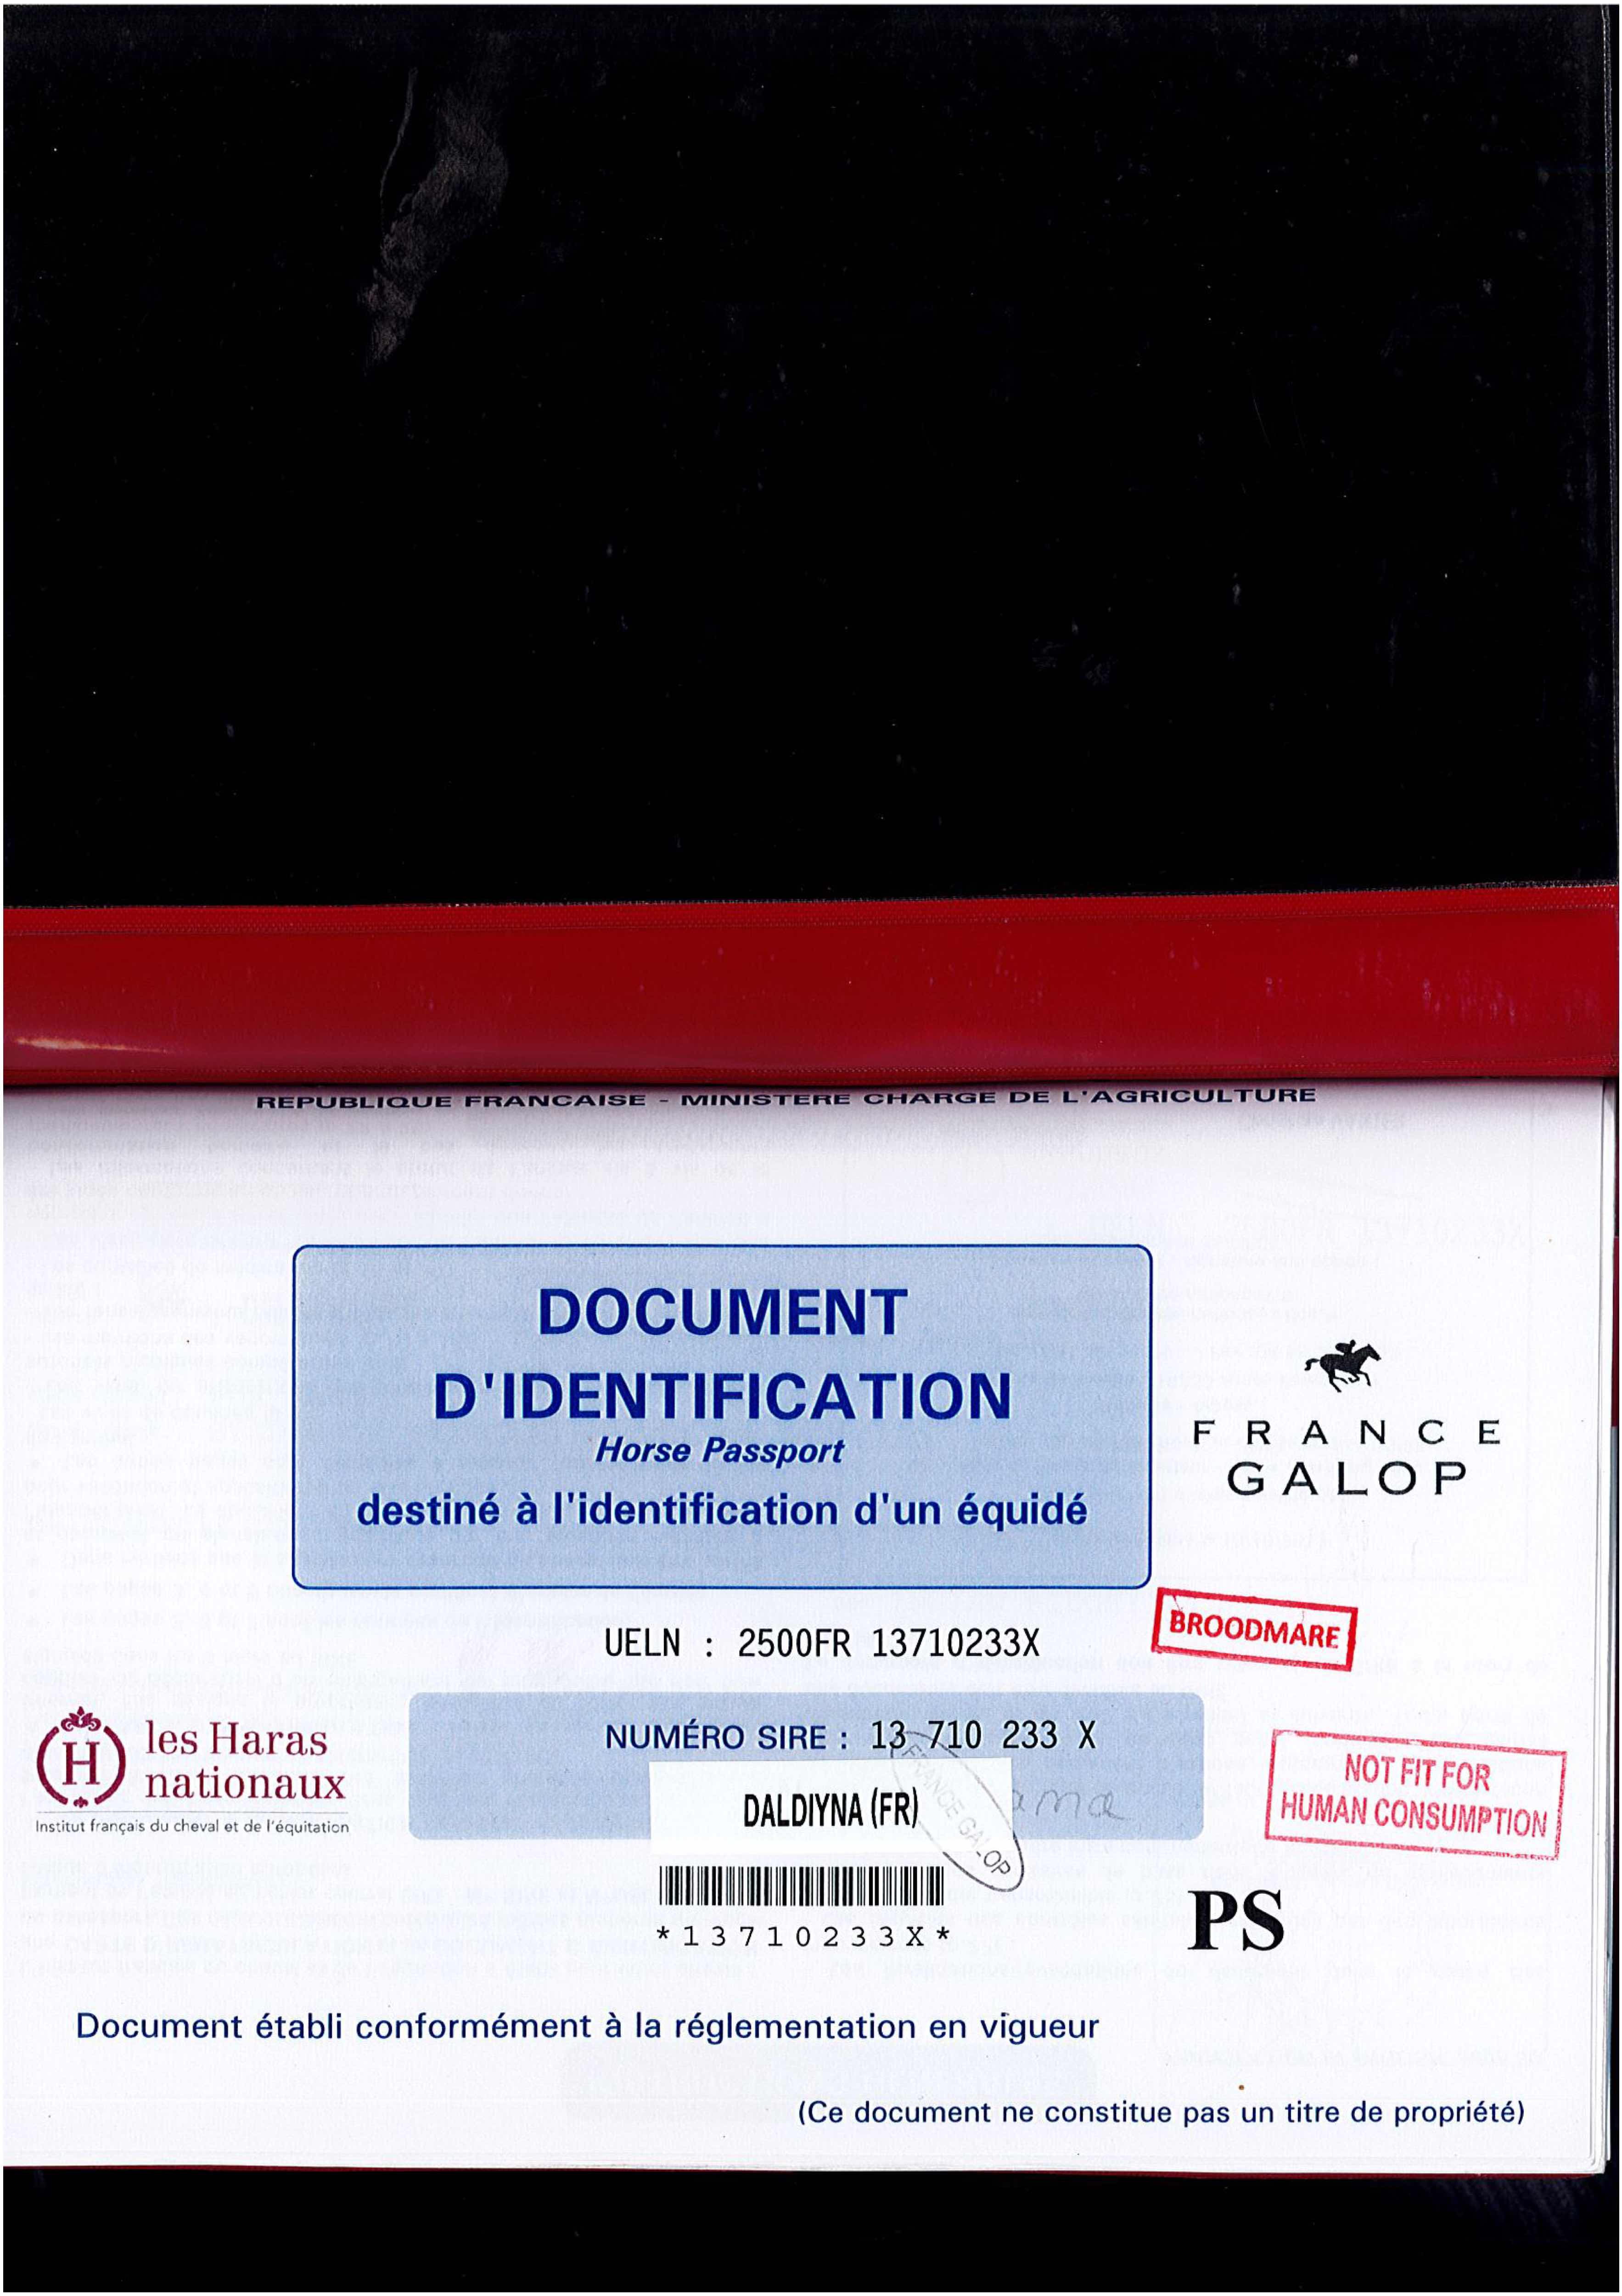 REPUBLIQUE FRANCAISE - MINISTERE CHARGE DE L'AGRICULTURE
DOCUMENT
D'IDENTIFICATION
Horse Passport
destiné à l'identification d'un équidé
FRANCE
GALOP
BROODMARE
UELN : 2500FR 13710233X
les Haras
nationaux
Institut français du cheval et de l'équitation
NUMÉRO SIRE : 13 710 233 X
DALDIYNA (FR)
FRANCE GALOP
NOT FIT FOR
HUMAN CONSUMPTION
*13710233X*
PS
Document établi conformément à la réglementation en vigueur
(Ce document ne constitue pas un titre de propriété)